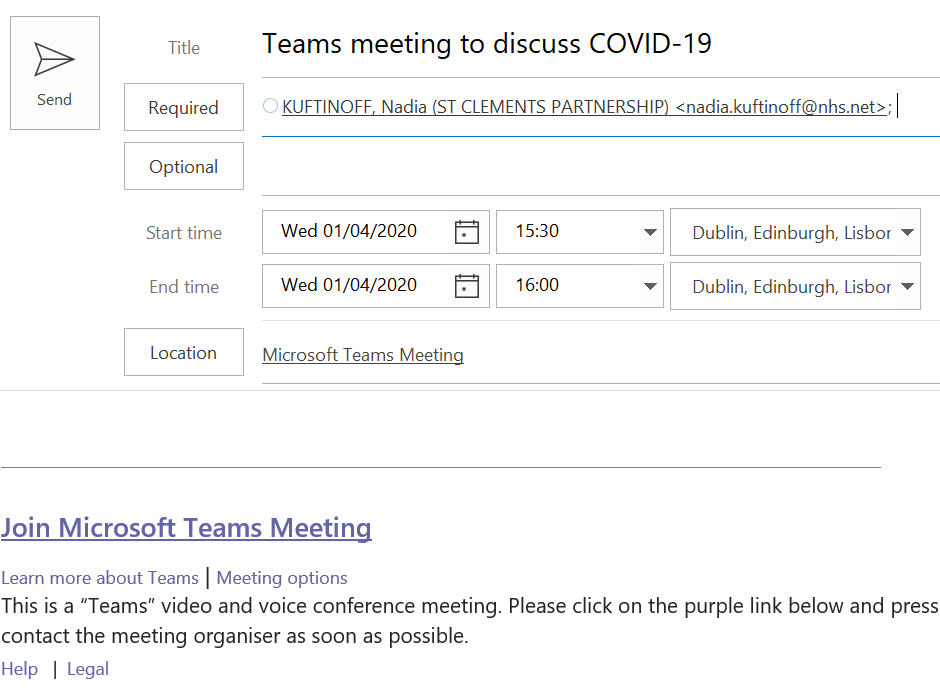 Title Teams meeting to discuss COVID-19
Send
Required KUFTINOFF, Nadia (ST CLEMENTS PARTNERSHIP) <nadia.kuftinoff@nhs.net>;
Optional
Start time Wed 01/04/2020 15:30 Dublin, Edinburgh, Lisbor
End time Wed 01/04/2020 16:00 Dublin, Edinburgh, Lisbor
Location Microsoft Teams Meeting
Join Microsoft Teams Meeting
Learn more about Teams | Meeting options
This is a “Teams” video and voice conference meeting. Please click on the purple link below and press
contact the meeting organiser as soon as possible.
Help | Legal